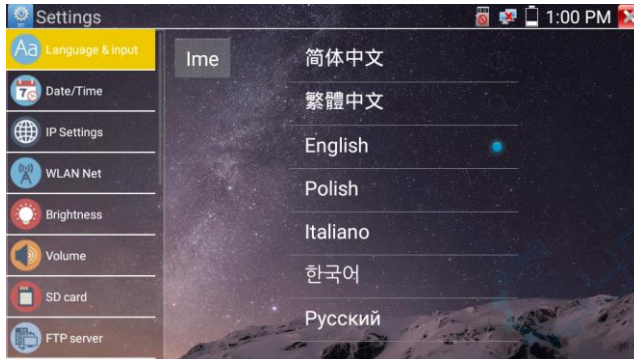 Settings
1:00 PM
Language & input
Date/Time
IP Settings
WLAN Net
Brightness
Volume
SD card
FTP server
Ime
简体中文
繁體中文
English
Polish
Italiano
한국어
Русский